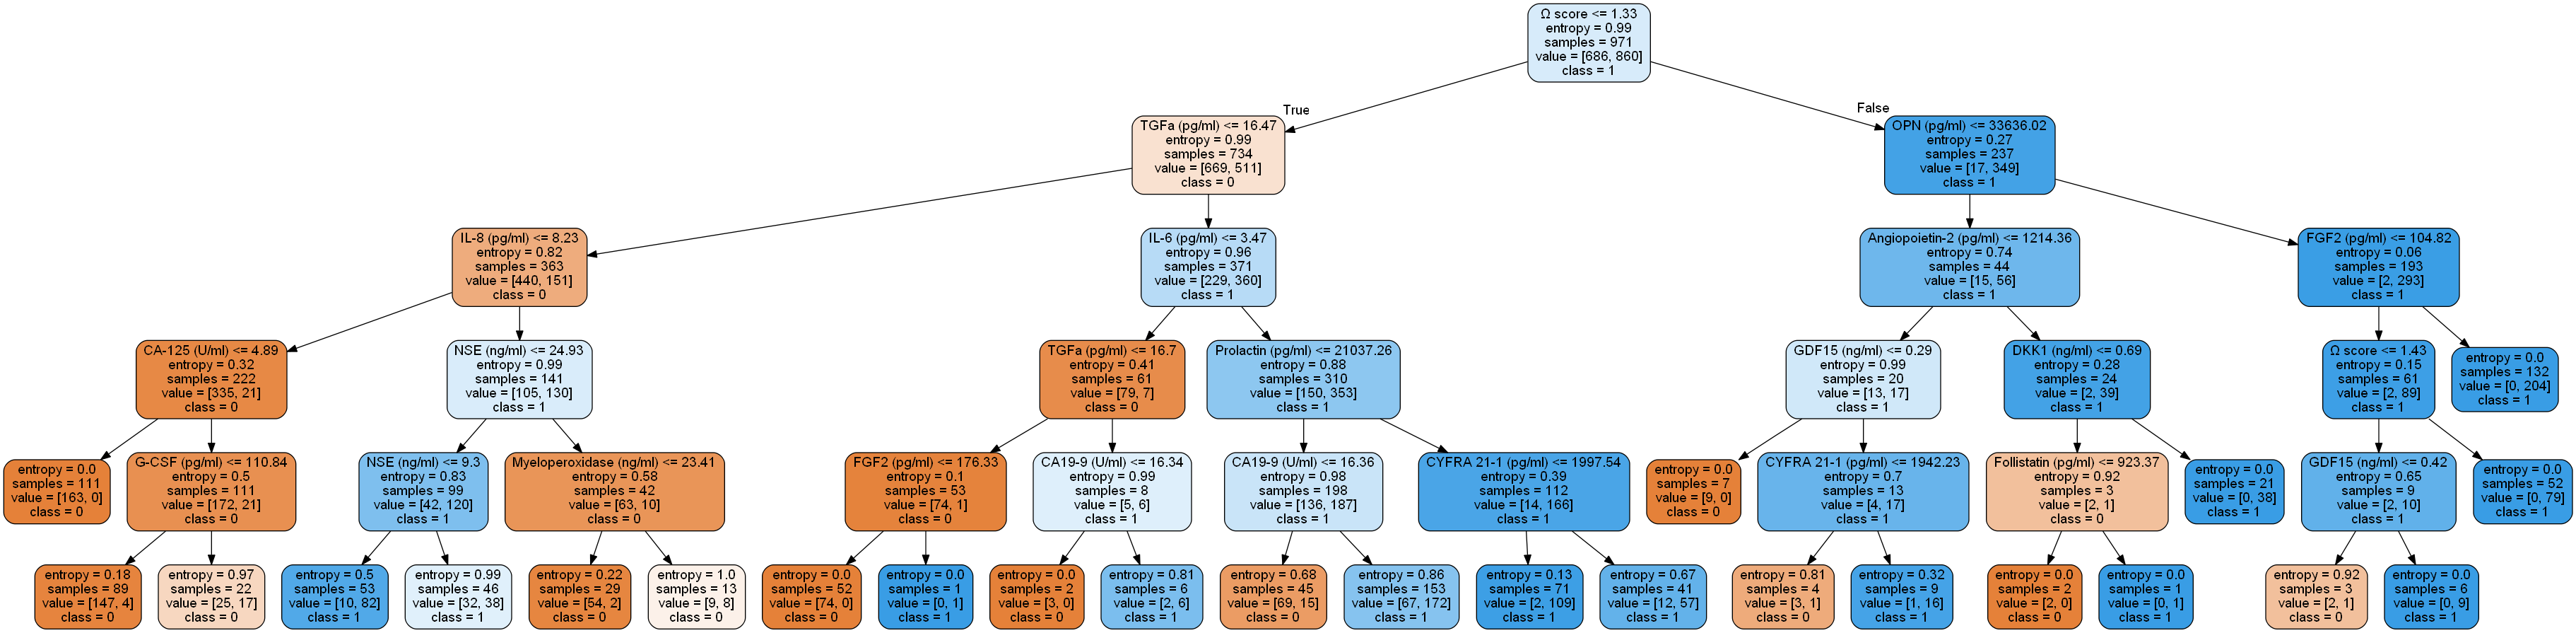 Ω score <= 1.33
entropy = 0.99
samples = 971
value = [686, 860]
class = 1
True
False
TGFa (pg/ml) <= 16.47
entropy = 0.99
samples = 734
value = [669, 511]
class = 0
OPN (pg/ml) <= 33636.02
entropy = 0.27
samples = 237
value = [17, 349]
class = 1
IL-8 (pg/ml) <= 8.23
entropy = 0.82
samples = 363
value = [440, 151]
class = 0
IL-6 (pg/ml) <= 3.47
entropy = 0.96
samples = 371
value = [229, 360]
class = 1
Angiopoietin-2 (pg/ml) <= 1214.36
entropy = 0.74
samples = 44
value = [15, 56]
class = 1
FGF2 (pg/ml) <= 104.82
entropy = 0.06
samples = 193
value = [2, 293]
class = 1
CA-125 (U/ml) <= 4.89
entropy = 0.32
samples = 222
value = [335, 21]
class = 0
NSE (ng/ml) <= 24.93
entropy = 0.99
samples = 141
value = [105, 130]
class = 1
TGFa (pg/ml) <= 16.7
entropy = 0.41
samples = 61
value = [79, 7]
class = 0
Prolactin (pg/ml) <= 21037.26
entropy = 0.88
samples = 310
value = [150, 353]
class = 1
GDF15 (ng/ml) <= 0.29
entropy = 0.99
samples = 20
value = [13, 17]
class = 1
DKK1 (ng/ml) <= 0.69
entropy = 0.28
samples = 24
value = [2, 39]
class = 1
Ω score <= 1.43
entropy = 0.15
samples = 61
value = [2, 89]
class = 1
entropy = 0.0
samples = 132
value = [0, 204]
class = 1
entropy = 0.0
samples = 111
value = [163, 0]
class = 0
G-CSF (pg/ml) <= 110.84
entropy = 0.5
samples = 111
value = [172, 21]
class = 0
NSE (ng/ml) <= 9.3
entropy = 0.83
samples = 99
value = [42, 120]
class = 1
Myeloperoxidase (ng/ml) <= 23.41
entropy = 0.58
samples = 42
value = [63, 10]
class = 0
FGF2 (pg/ml) <= 176.33
entropy = 0.1
samples = 53
value = [74, 1]
class = 0
CA19-9 (U/ml) <= 16.34
entropy = 0.99
samples = 8
value = [5, 6]
class = 1
CA19-9 (U/ml) <= 16.36
entropy = 0.98
samples = 198
value = [136, 187]
class = 1
CYFRA 21-1 (pg/ml) <= 1997.54
entropy = 0.39
samples = 112
value = [14, 166]
class = 1
entropy = 0.0
samples = 7
value = [9, 0]
class = 0
CYFRA 21-1 (pg/ml) <= 1942.23
entropy = 0.7
samples = 13
value = [4, 17]
class = 1
Follistatin (pg/ml) <= 923.37
entropy = 0.92
samples = 3
value = [2, 1]
class = 0
entropy = 0.0
samples = 21
value = [0, 38]
class = 1
GDF15 (ng/ml) <= 0.42
entropy = 0.65
samples = 9
value = [2, 10]
class = 1
entropy = 0.0
samples = 52
value = [0, 79]
class = 1
entropy = 0.18
samples = 89
value = [147, 4]
class = 0
entropy = 0.97
samples = 22
value = [25, 17]
class = 0
entropy = 0.5
samples = 53
value = [10, 82]
class = 1
entropy = 0.99
samples = 46
value = [32, 38]
class = 1
entropy = 0.22
samples = 29
value = [54, 2]
class = 0
entropy = 1.0
samples = 13
value = [9, 8]
class = 0
entropy = 0.0
samples = 52
value = [74, 0]
class = 0
entropy = 0.0
samples = 1
value = [0, 1]
class = 1
entropy = 0.0
samples = 2
value = [3, 0]
class = 0
entropy = 0.81
samples = 6
value = [2, 6]
class = 1
entropy = 0.68
samples = 45
value = [69, 15]
class = 0
entropy = 0.86
samples = 153
value = [67, 172]
class = 1
entropy = 0.13
samples = 71
value = [2, 109]
class = 1
entropy = 0.67
samples = 41
value = [12, 57]
class = 1
entropy = 0.81
samples = 4
value = [3, 1]
class = 0
entropy = 0.32
samples = 9
value = [1, 16]
class = 1
entropy = 0.0
samples = 2
value = [2, 0]
class = 0
entropy = 0.0
samples = 1
value = [0, 1]
class = 1
entropy = 0.92
samples = 3
value = [2, 1]
class = 0
entropy = 0.0
samples = 6
value = [0, 9]
class = 1